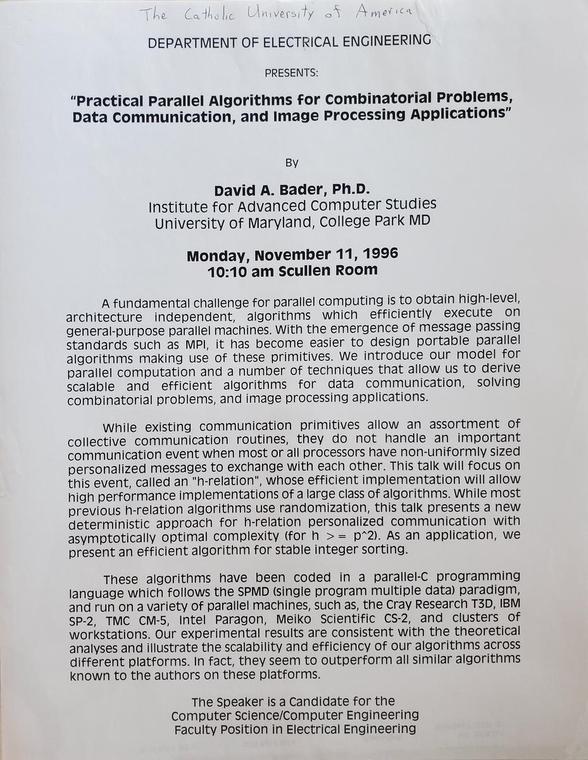 The Catholic University of America
DEPARTMENT OF ELECTRICAL ENGINEERING
PRESENTS:
"Practical Parallel Algorithms for Combinatorial Problems,
Data Communication, and Image Processing Applications"
By
David A. Bader, Ph.D.
Institute for Advanced Computer Studies
University of Maryland, College Park MD
Monday, November 11, 1996
10:10 am Scullen Room
A fundamental challenge for parallel computing is to obtain high-level,
architecture independent, algorithms which efficiently execute on
general-purpose parallel machines. With the emergence of message passing
standards such as MPI, it has become easier to design portable parallel
algorithms making use of these primitives. We introduce our model for
parallel computation and a number of techniques that allow us to derive
scalable and efficient algorithms for data communication, solving
combinatorial problems, and image processing applications.
While existing communication primitives allow an assortment of
collective communication routines, they do not handle an important
communication event when most or all processors have non-uniformly sized
personalized messages to exchange with each other. This talk will focus on
this event, called an "h-relation", whose efficient implementation will allow
high performance implementations of a large class of algorithms. While most
previous h-relation algorithms use randomization, this talk presents a new
deterministic approach for h-relation personalized communication with
asymptotically optimal complexity (for h >= p^2). As an application, we
present an efficient algorithm for stable integer sorting.
These algorithms have been coded in a parallel-C programming
language which follows the SPMD (single program multiple data) paradigm,
and run on a variety of parallel machines, such as, the Cray Research T3D, IBM
SP-2, TMC CM-5, Intel Paragon, Meiko Scientific CS-2, and clusters of
workstations. Our experimental results are consistent with the theoretical
analyses and illustrate the scalability and efficiency of our algorithms across
different platforms. In fact, they seem to outperform all similar algorithms
known to the authors on these platforms.
The Speaker is a Candidate for the
Computer Science/Computer Engineering
Faculty Position in Electrical Engineering